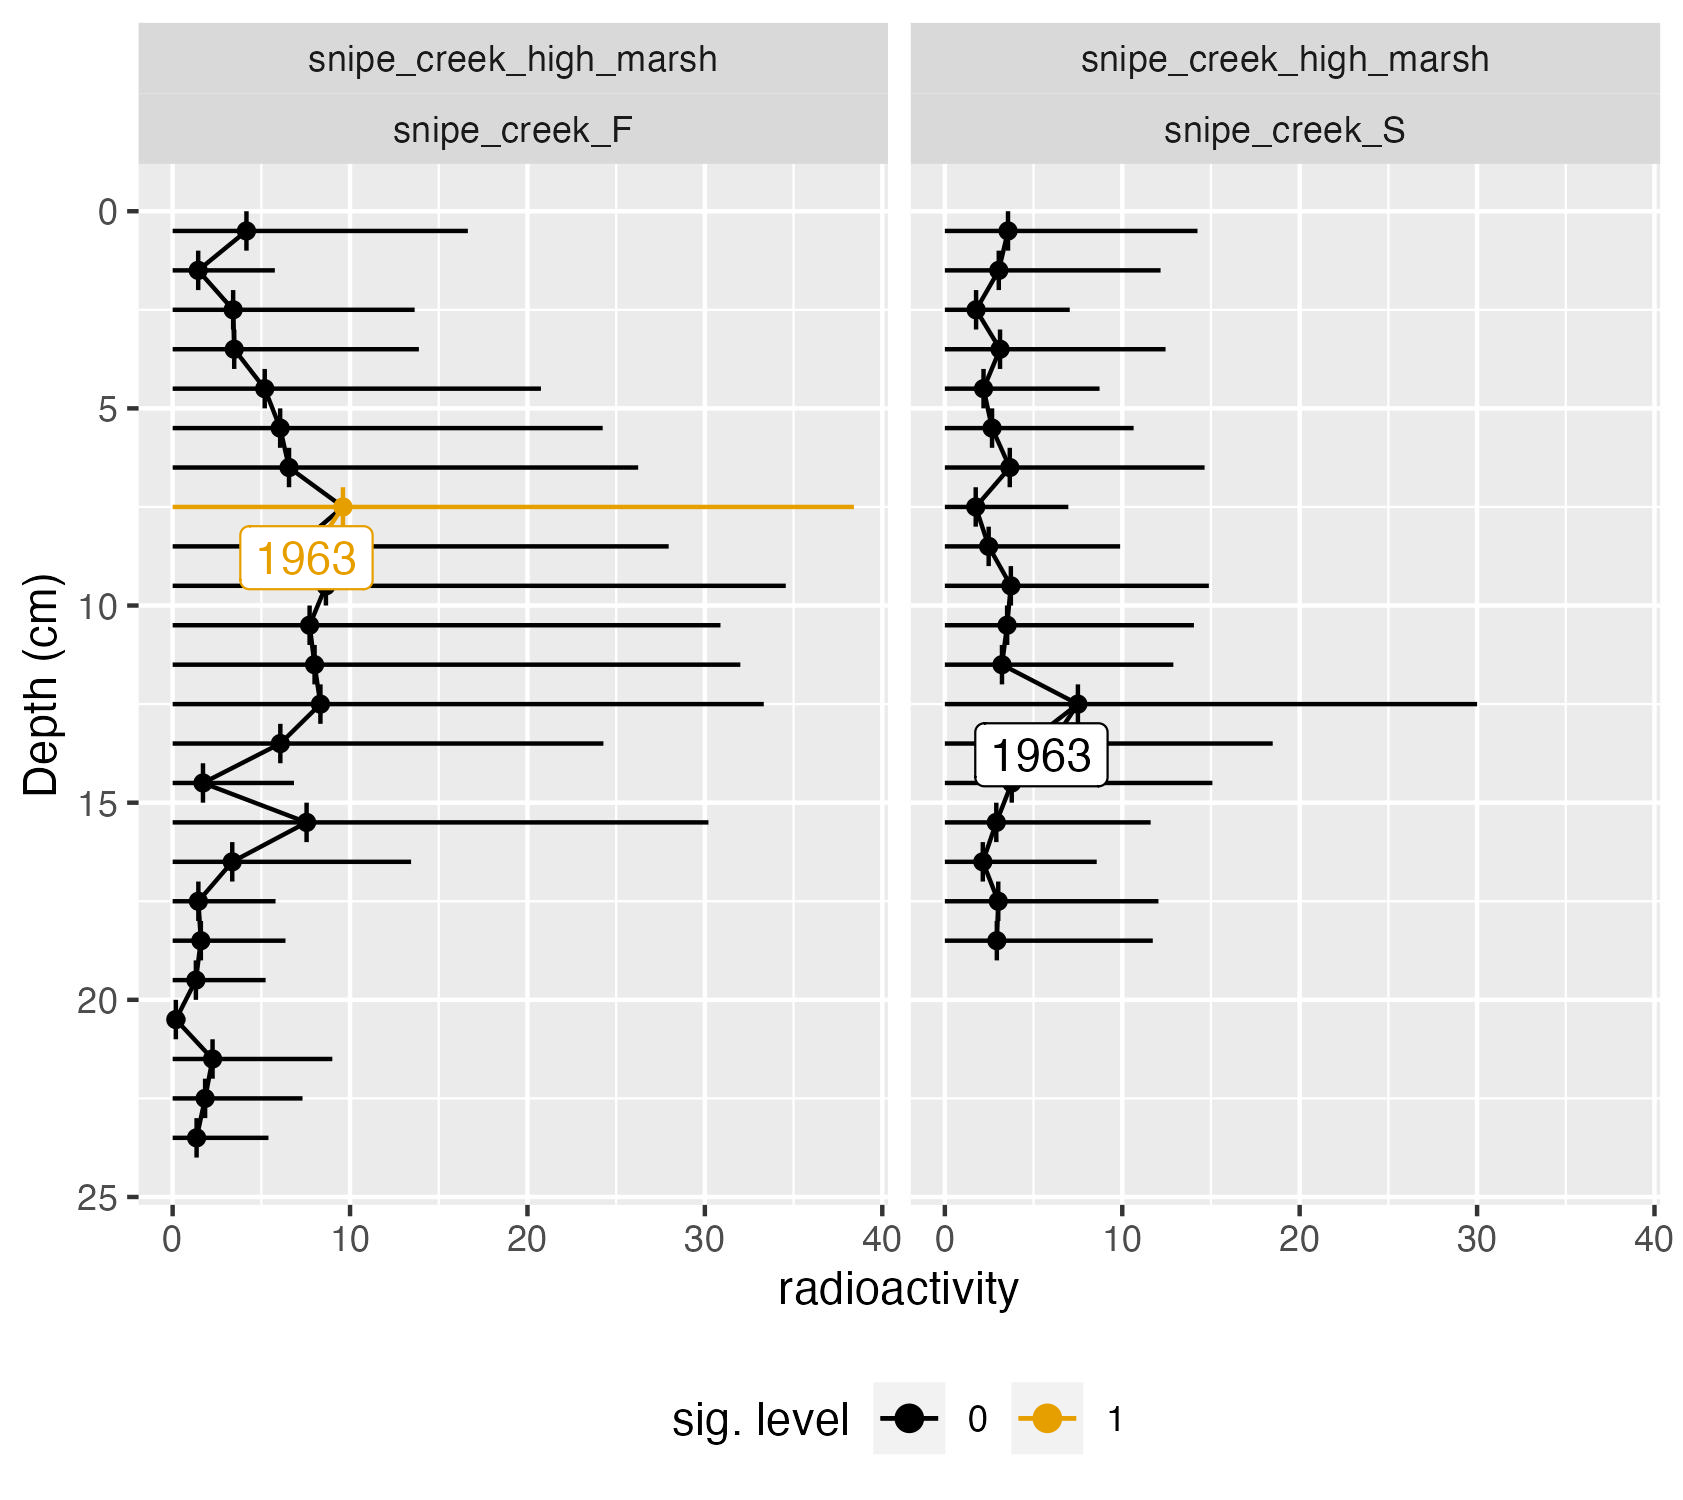 snipe_creek_high_marsh snipe_creek_high_marsh
snipe_creek_F snipe_creek_S
0
5
10
15
20
25
Depth (cm)
1963
1963
0 10 20 30 40 0 10 20 30 40
radioactivity
sig. level 0 1